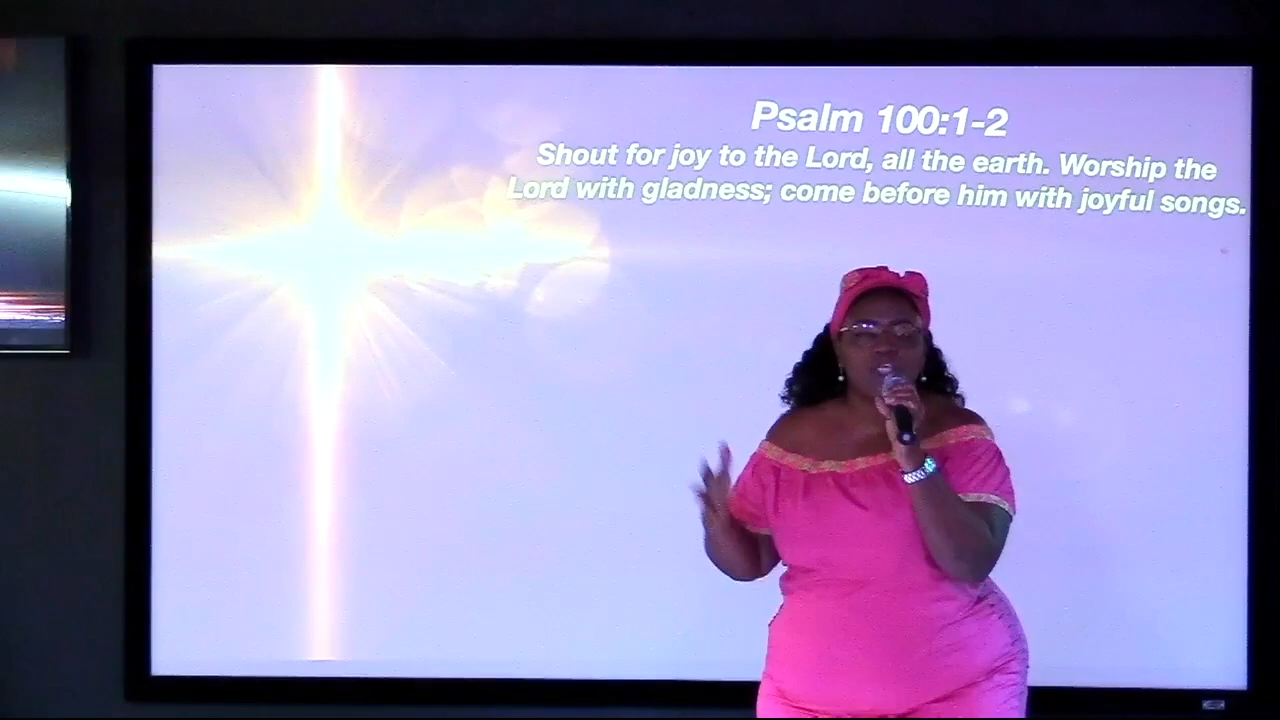 Psalm 100:1-2
Shout for joy to the Lord, all the earth. Worship the
Lord with gladness; come before him with joyful songs.